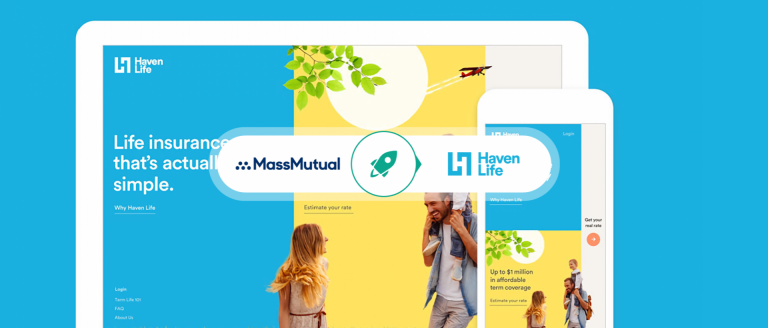 Haven
Life
Life insurance
that's actually
simple.
Why Haven Life
Estimate your rate
Login
Term Life 101
FAQ
About Us
MassMutual
Haven
Life
Haven
Login
Why Haven Life
Get your
real rate
Up to $1 million
in affordable
term coverage
Estimate your rate